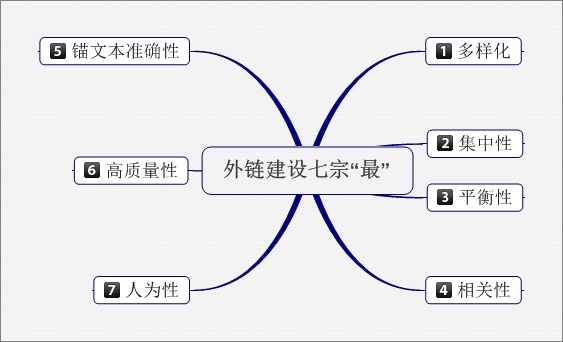 外链建设七宗“最”
1 多样化
2 集中性
3 平衡性
4 相关性
5 锚文本准确性
6 高质量性
7 人为性